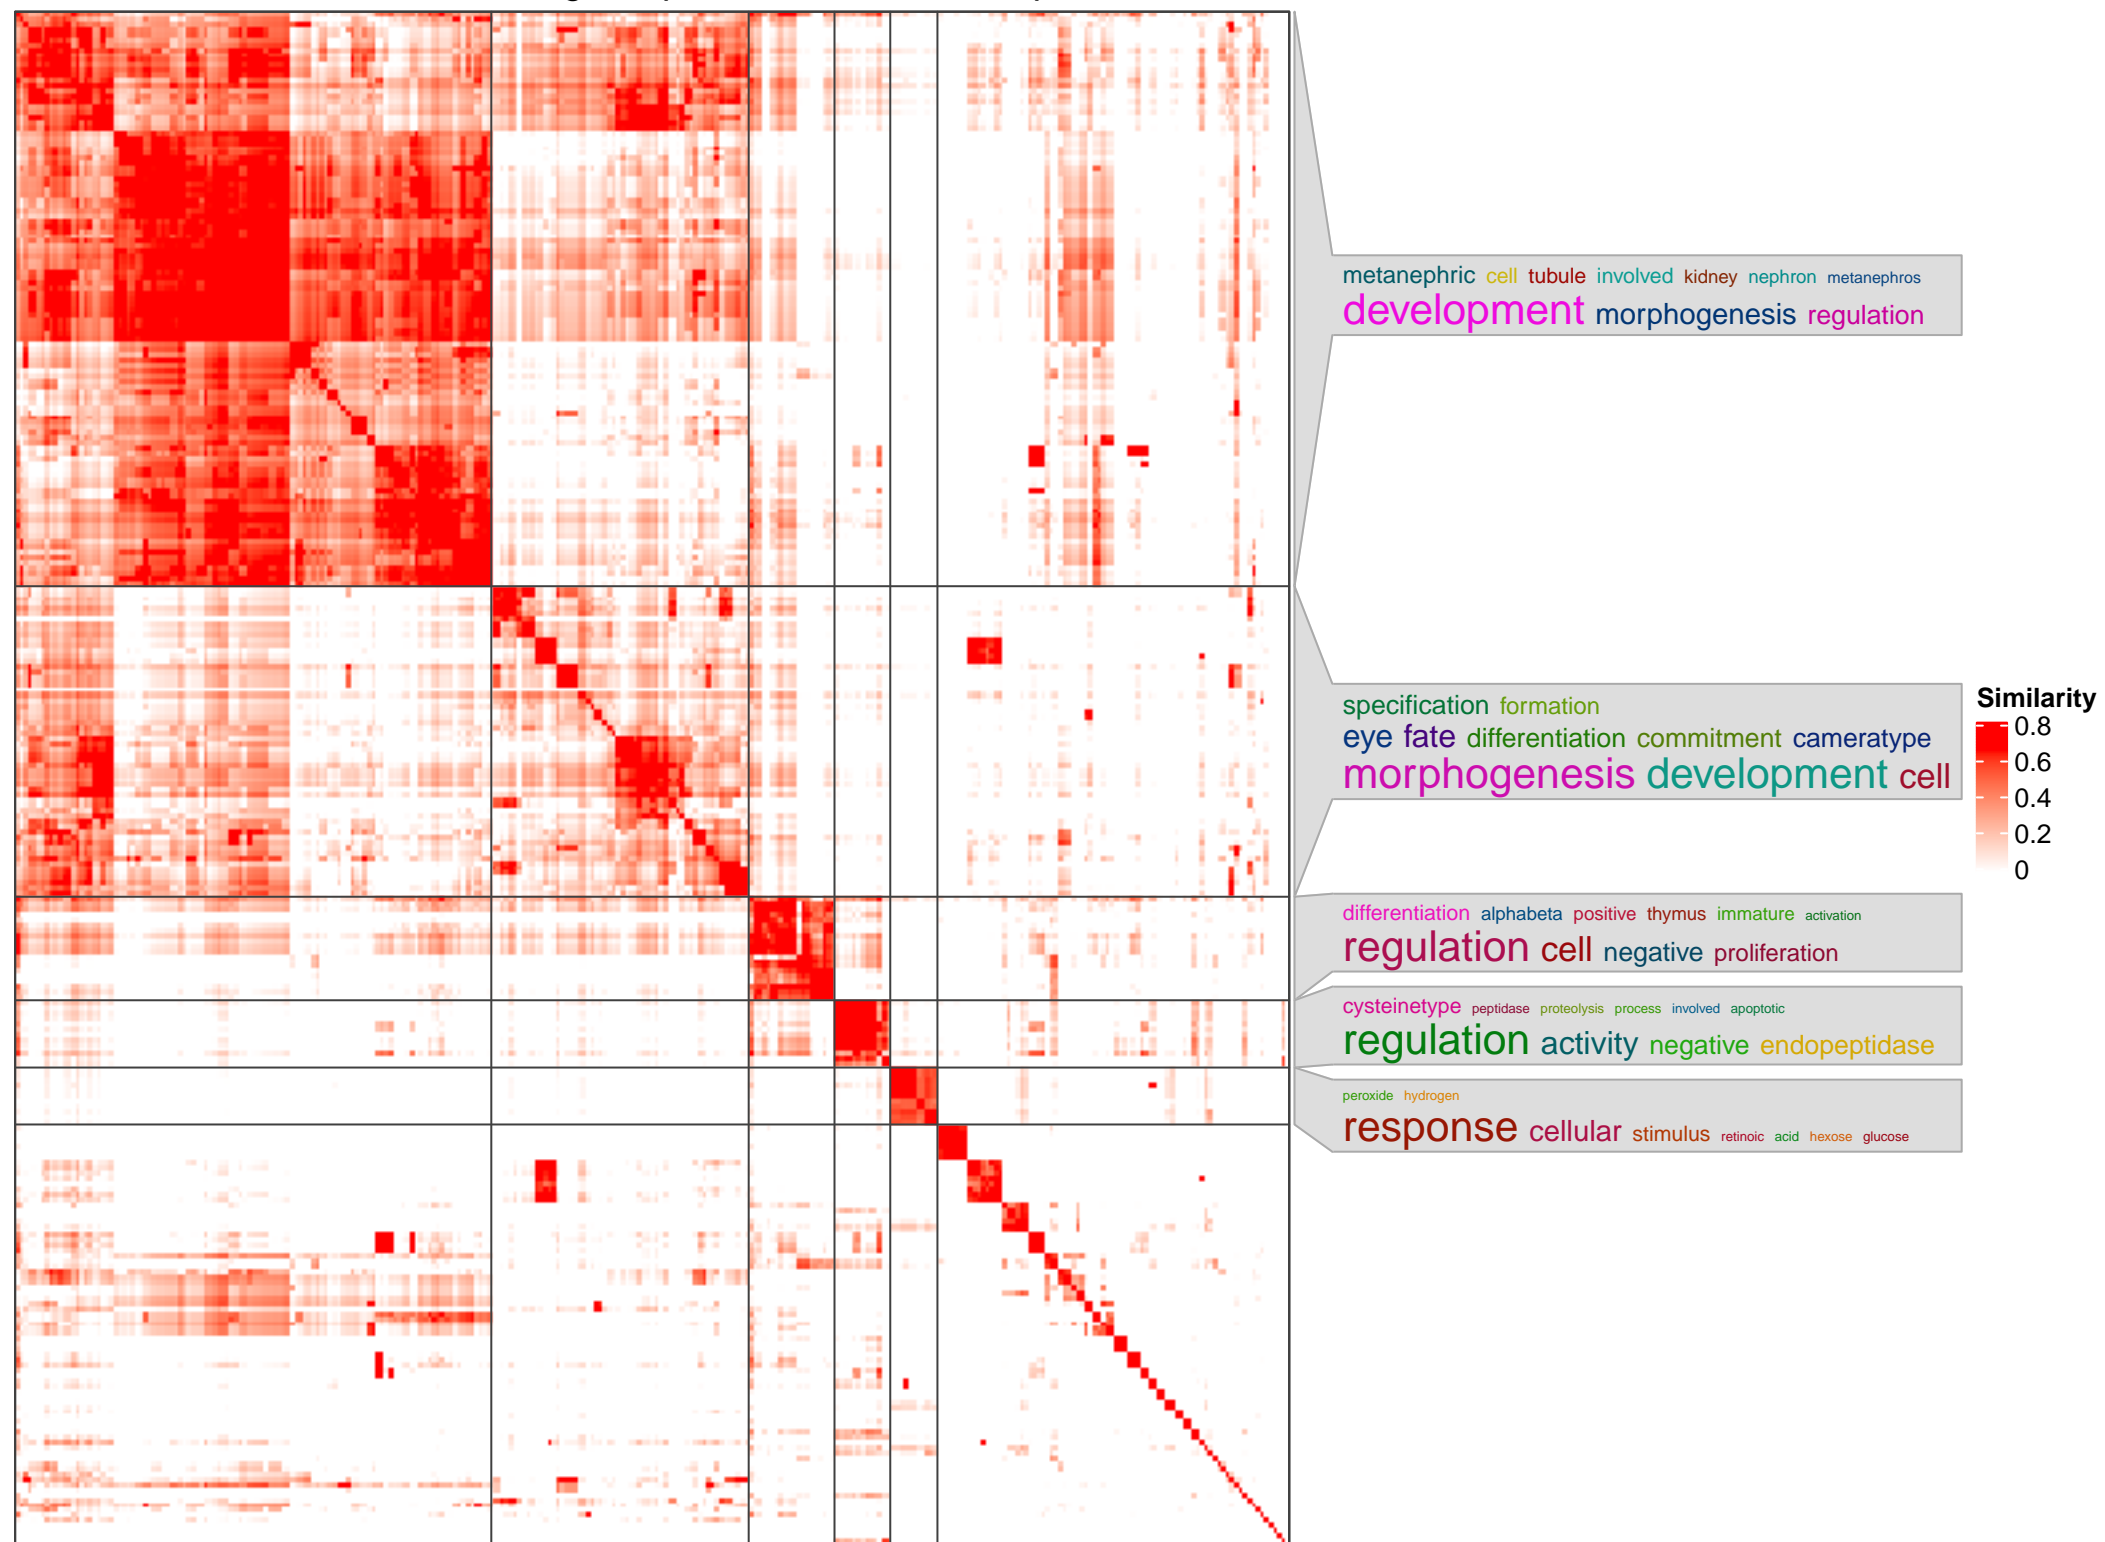 metanephric cell tubule involved kidney nephron metanephros
development morphogenesis regulation
specification formation
eye fate differentiation commitment cameratype
morphogenesis development cell
Similarity
0.8
0.6
0.4
0.2
0
differentiation alphabeta positive thymus immature activation
regulation cell negative proliferation
cysteinetype peptidase proteolysis process involved apoptotic
regulation activity negative endopeptidase
peroxide hydrogen
response cellular stimulus retinoic acid hexose glucose